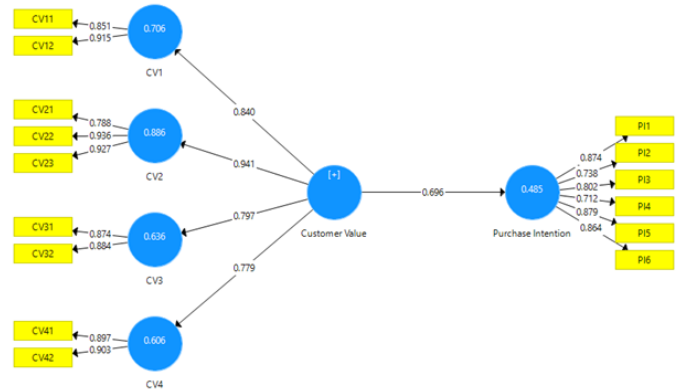 CV11
0.851
0.706
CV12
0.915
CV1
0.840
CV21
0.788
0.886
CV22
0.936
CV23
0.927
CV2
0.941
[+]
Customer Value
0.696
0.485
Purchase Intention
PI1
0.874
PI2
0.738
PI3
0.802
PI4
0.712
PI5
0.879
PI6
0.864
CV31
0.874
0.636
CV32
0.884
CV3
0.797
0.779
CV41
0.897
0.606
CV42
0.903
CV4